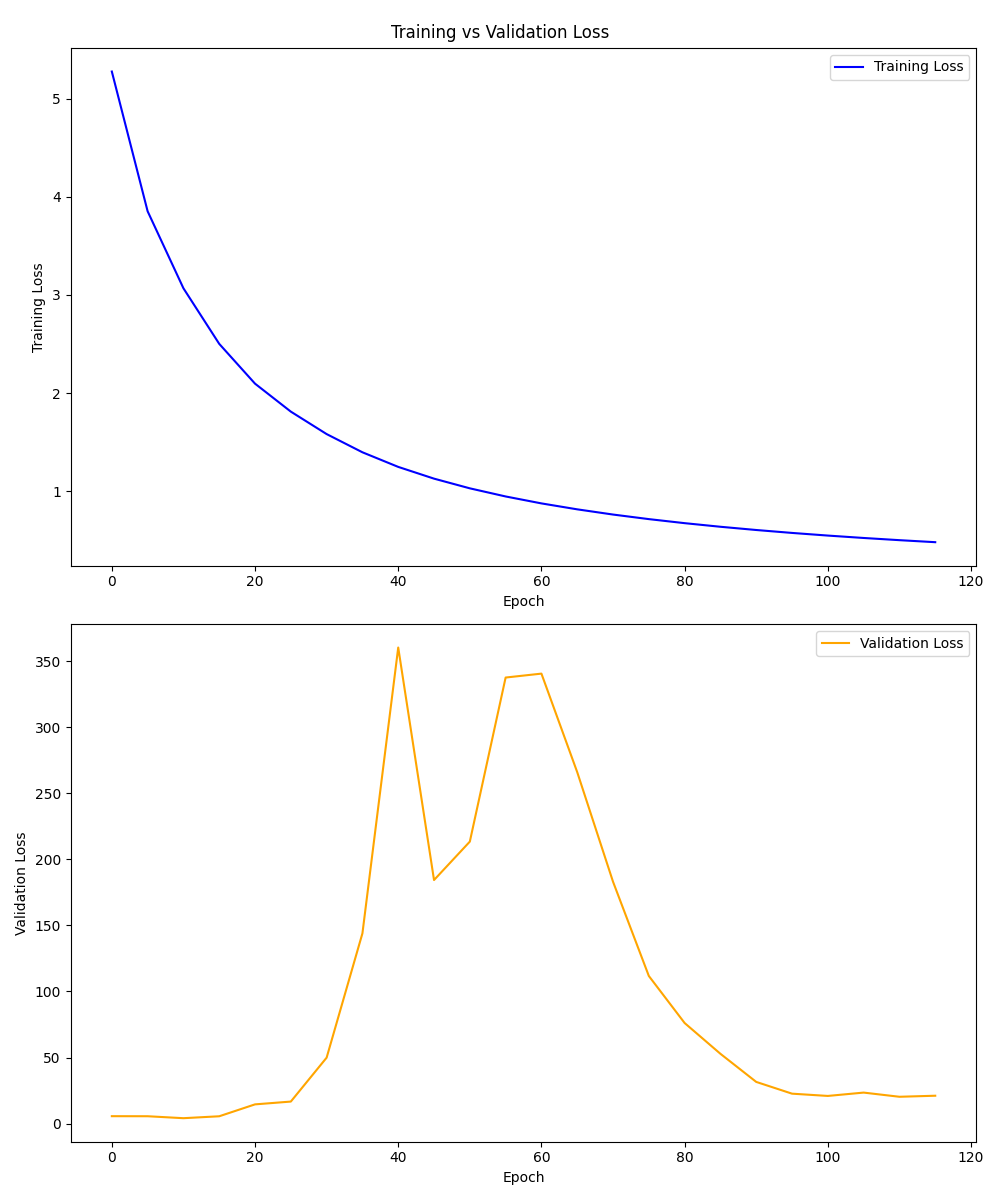 Training vs Validation Loss
Training Loss
5
4
3
2
1
Training Loss
0 20 40 60 80 100 120
Epoch
Validation Loss
350
300
250
200
150
100
50
0
Validation Loss
0 20 40 60 80 100 120
Epoch